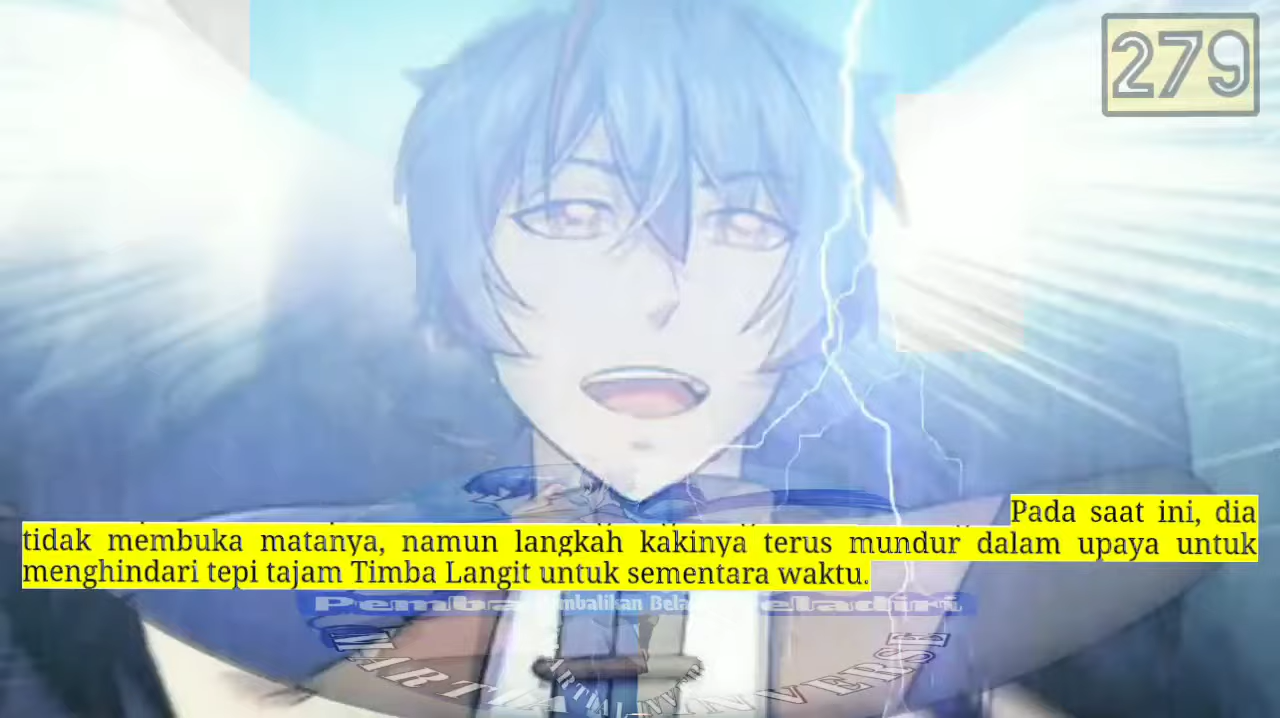 279
Pada saat ini, dia
tidak membuka matanya, namun langkah kakinya terus mundur dalam upaya untuk
menghindari tepi tajam Timba Langit untuk sementara waktu.